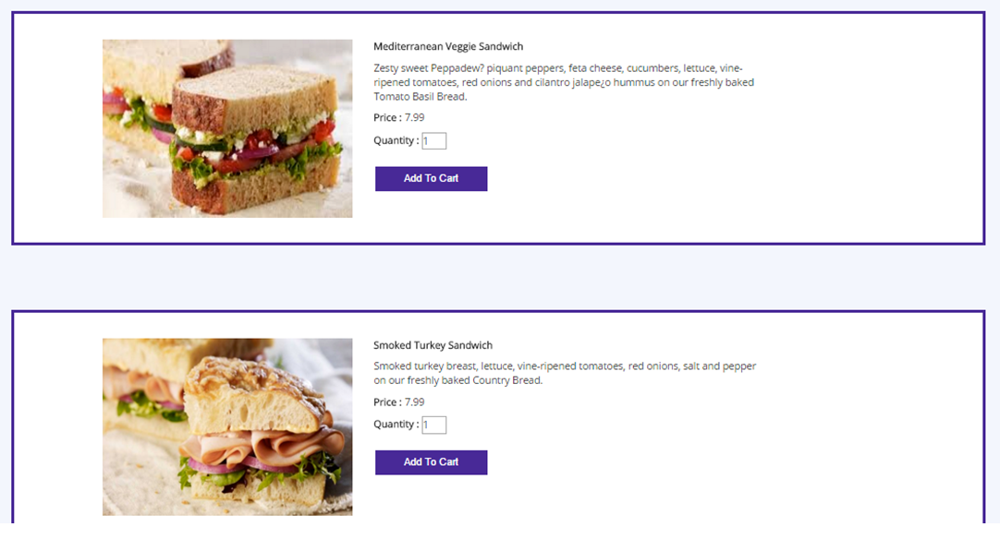 Mediterranean Veggie Sandwich
Zesty sweet Peppadew? piquant peppers, feta cheese, cucumbers, lettuce, vine-
ripened tomatoes, red onions and cilantro jalape¿o hummus on our freshly baked
Tomato Basil Bread.
Price : 7.99
Quantity : 1
Add To Cart
Smoked Turkey Sandwich
Smoked turkey breast, lettuce, vine-ripened tomatoes, red onions, salt and pepper
on our freshly baked Country Bread.
Price : 7.99
Quantity : 1
Add To Cart